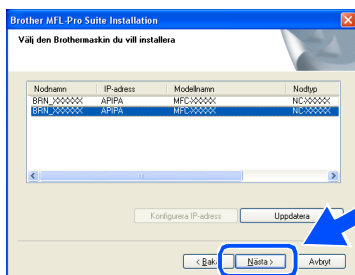 Brother MFL-Pro Suite Installation
Välj den Brothermaskin du vill installera
Nodnamn IP-adress Modellnamn Nodtyp
BRN_XXXXXX APIPA MFC-XXXXX NC-XXXXX
BRN_XXXXXX APIPA MFC-XXXXX NC-XXXXX
Konfigurera IP-adress Uppdatera
< Baka Nästa > Avbryt